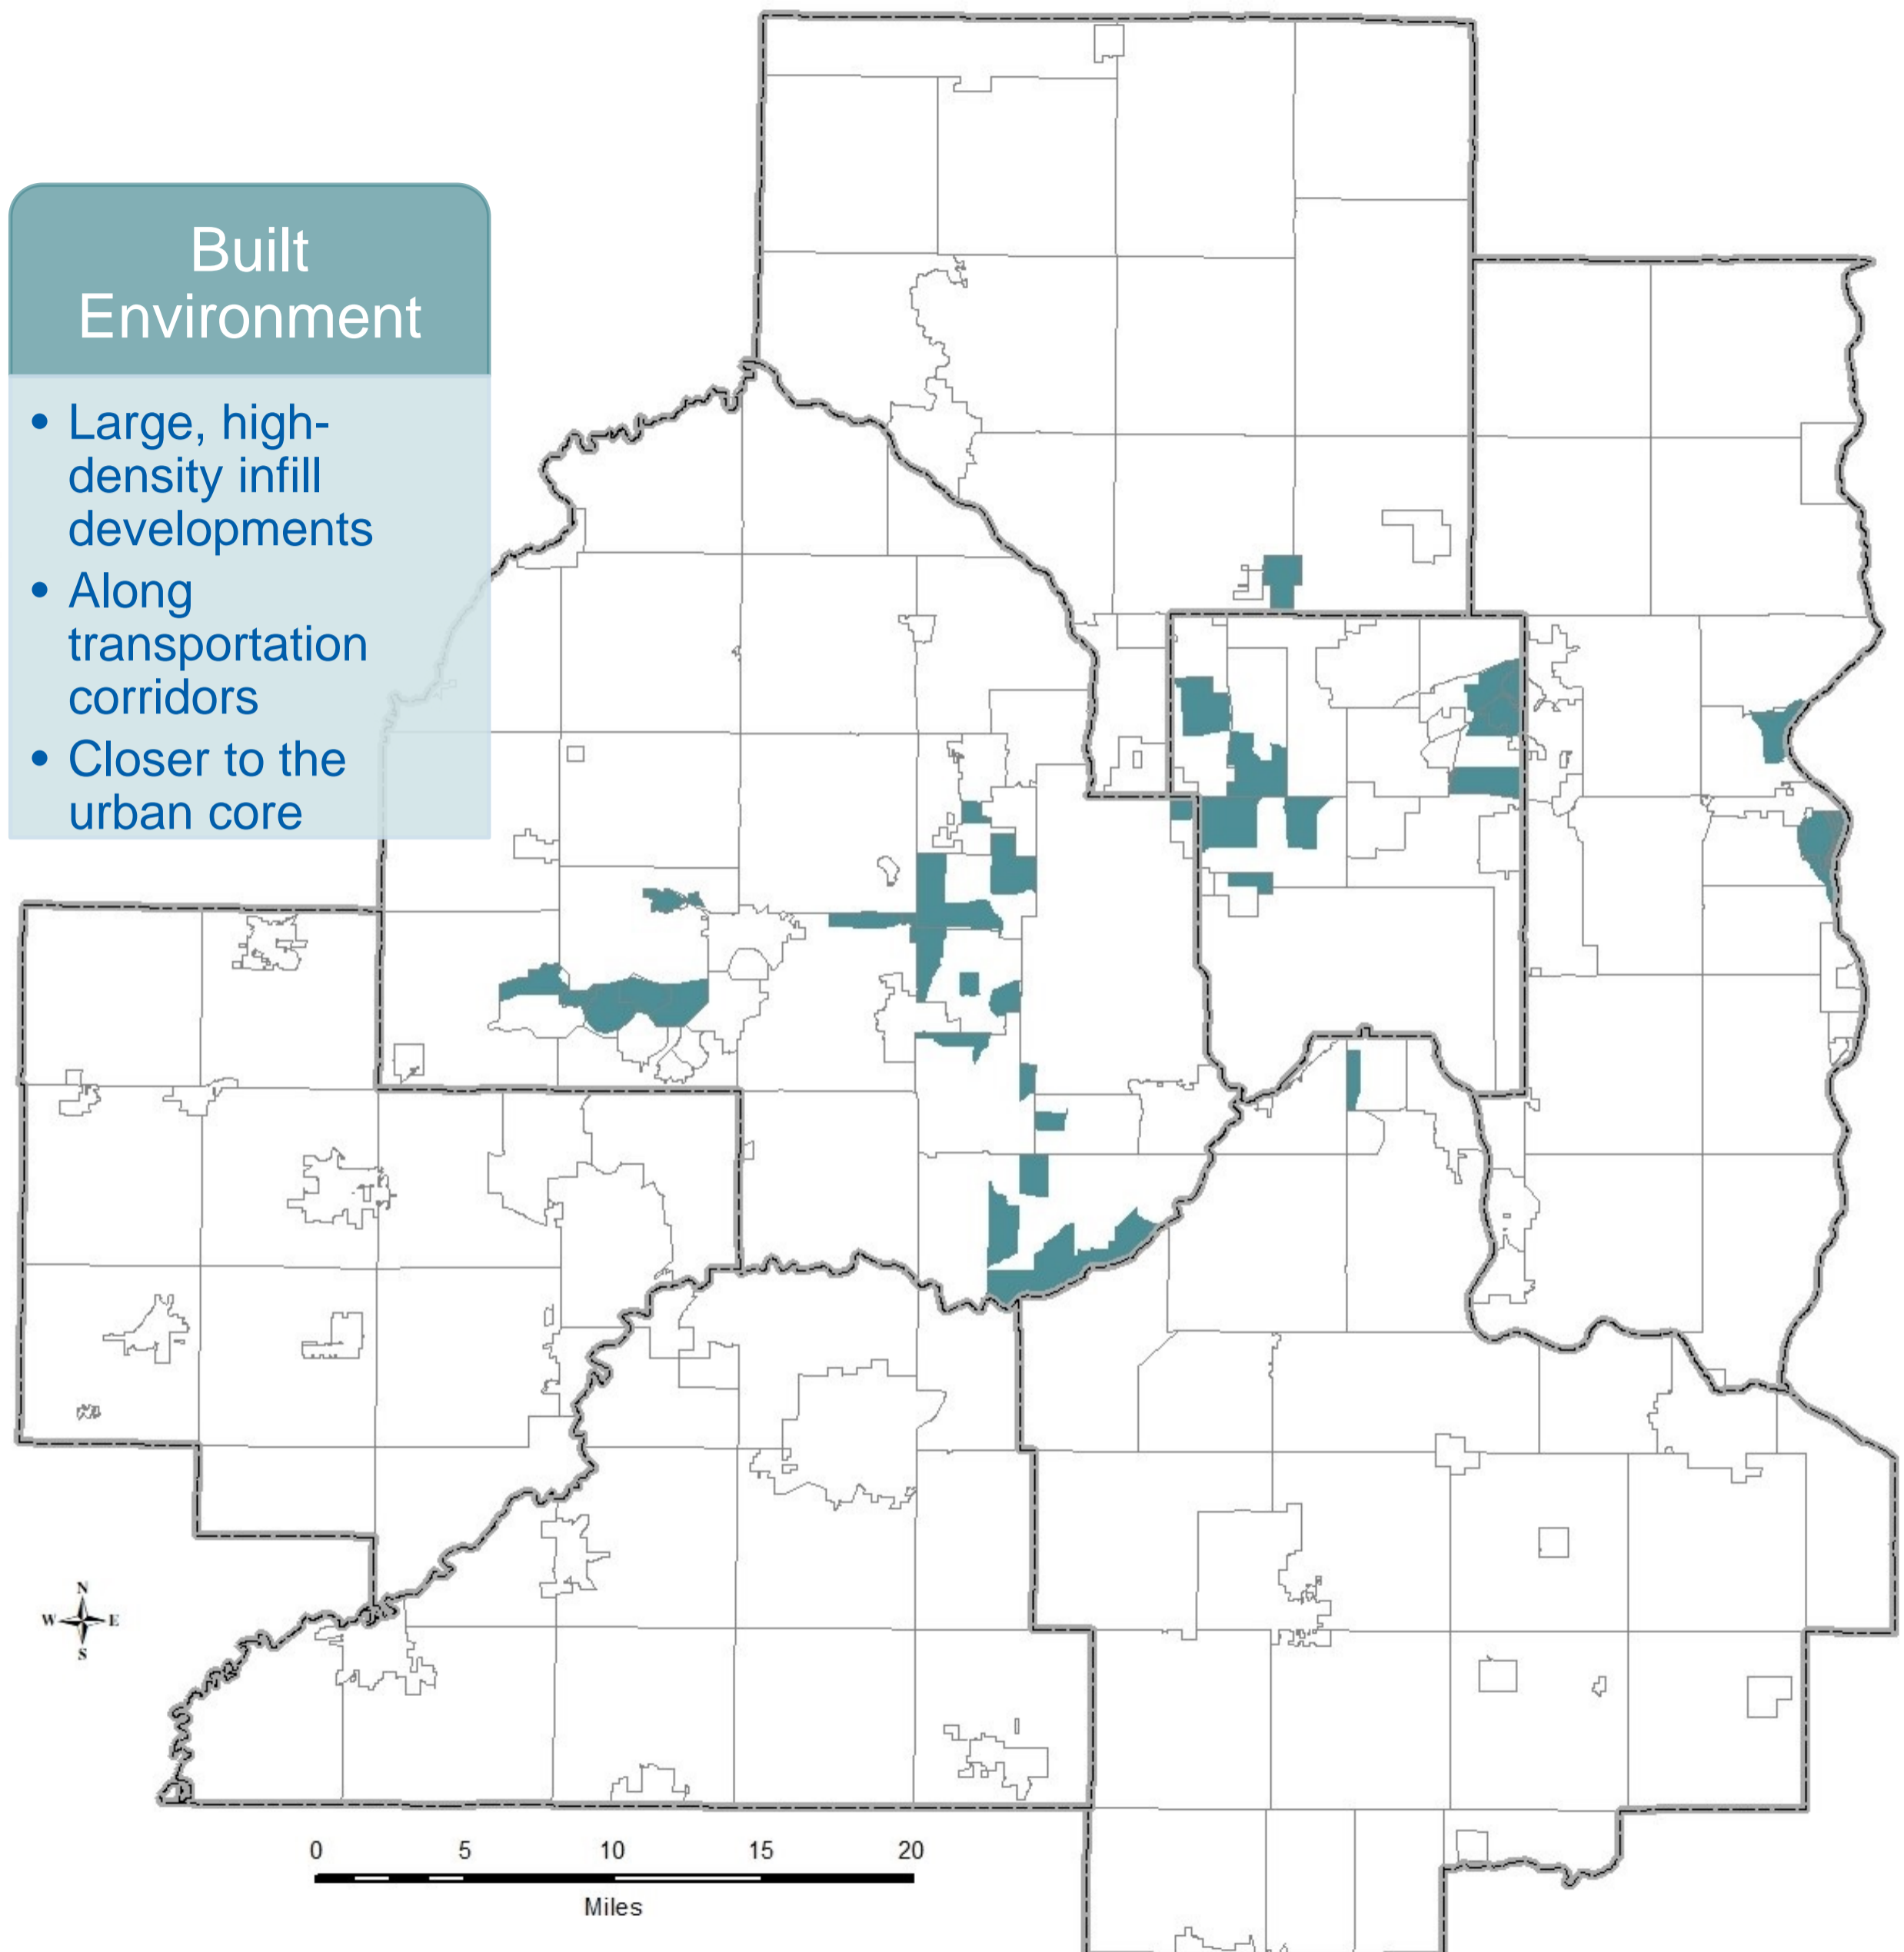 Built
Environment
• Large, high-
density infill
developments
• Along
transportation
corridors
• Closer to the
urban core
N
W E
S
0 5 10 15 20
Miles